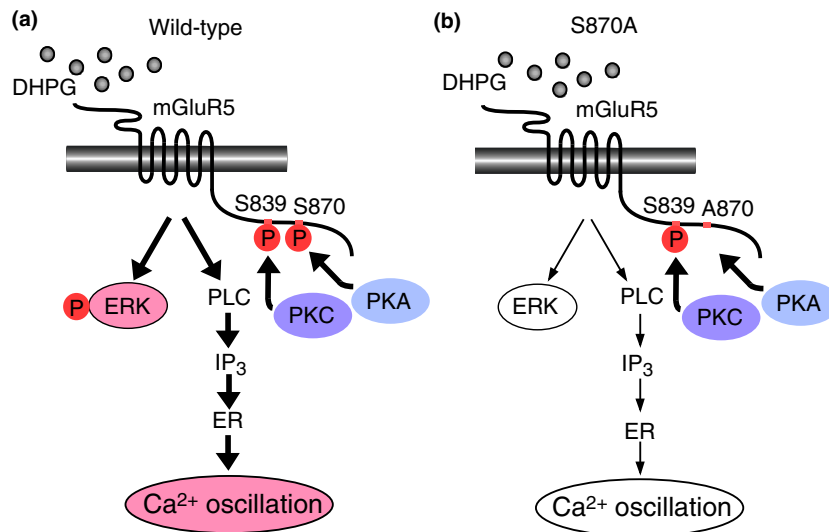 (a)
Wild-type
DHPG
mGluR5
S839 S870
P P
P ERK
PLC
PKC
PKA
IP3
ER
Ca2+ oscillation
(b)
S870A
DHPG
mGluR5
S839 A870
P
ERK
PLC
PKC
PKA
IP3
ER
Ca2+ oscillation